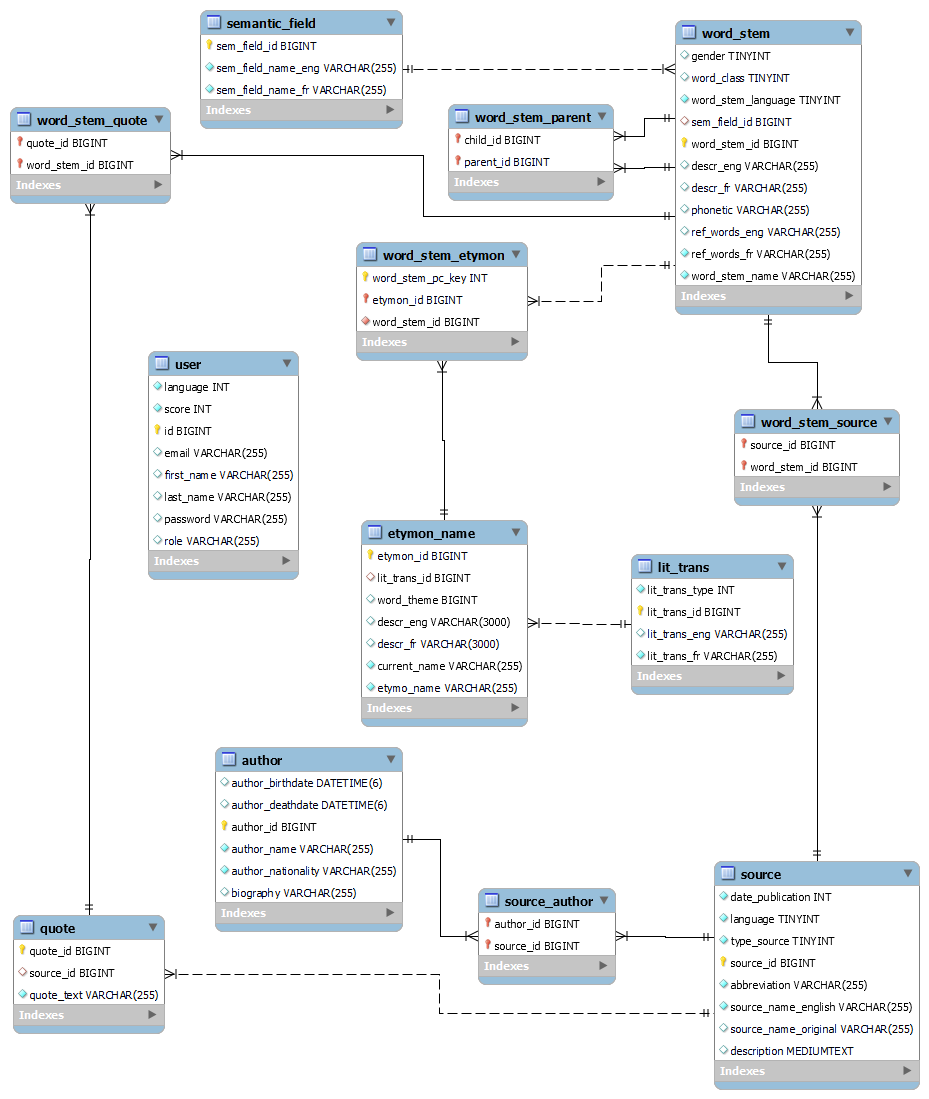 semantic_field
sem_field_id BIGINT
sem_field_name_eng VARCHAR(255)
sem_field_name_fr VARCHAR(255)
Indexes
word_stem
gender TINYINT
word_class TINYINT
word_stem_language TINYINT
sem_field_id BIGINT
word_stem_id BIGINT
descr_eng VARCHAR(255)
descr_fr VARCHAR(255)
phonetic VARCHAR(255)
ref_words_eng VARCHAR(255)
ref_words_fr VARCHAR(255)
word_stem_name VARCHAR(255)
Indexes
word_stem_quote
quote_id BIGINT
word_stem_id BIGINT
Indexes
word_stem_parent
child_id BIGINT
parent_id BIGINT
Indexes
word_stem_etymon
word_stem_pc_key INT
etymon_id BIGINT
word_stem_id BIGINT
Indexes
user
language INT
score INT
id BIGINT
email VARCHAR(255)
first_name VARCHAR(255)
last_name VARCHAR(255)
password VARCHAR(255)
role VARCHAR(255)
Indexes
word_stem_source
source_id BIGINT
word_stem_id BIGINT
Indexes
etymon_name
etymon_id BIGINT
lit_trans_id BIGINT
word_theme BIGINT
descr_eng VARCHAR(3000)
descr_fr VARCHAR(3000)
current_name VARCHAR(255)
etymo_name VARCHAR(255)
Indexes
lit_trans
lit_trans_type INT
lit_trans_id BIGINT
lit_trans_eng VARCHAR(255)
lit_trans_fr VARCHAR(255)
Indexes
author
author_birthdate DATETIME(6)
author_deathdate DATETIME(6)
author_id BIGINT
author_name VARCHAR(255)
author_nationality VARCHAR(255)
biography VARCHAR(255)
Indexes
source_author
author_id BIGINT
source_id BIGINT
Indexes
source
date_publication INT
language TINYINT
type_source TINYINT
source_id BIGINT
abbreviation VARCHAR(255)
source_name_english VARCHAR(255)
source_name_original VARCHAR(255)
description MEDIUMTEXT
Indexes
quote
quote_id BIGINT
source_id BIGINT
quote_text VARCHAR(255)
Indexes